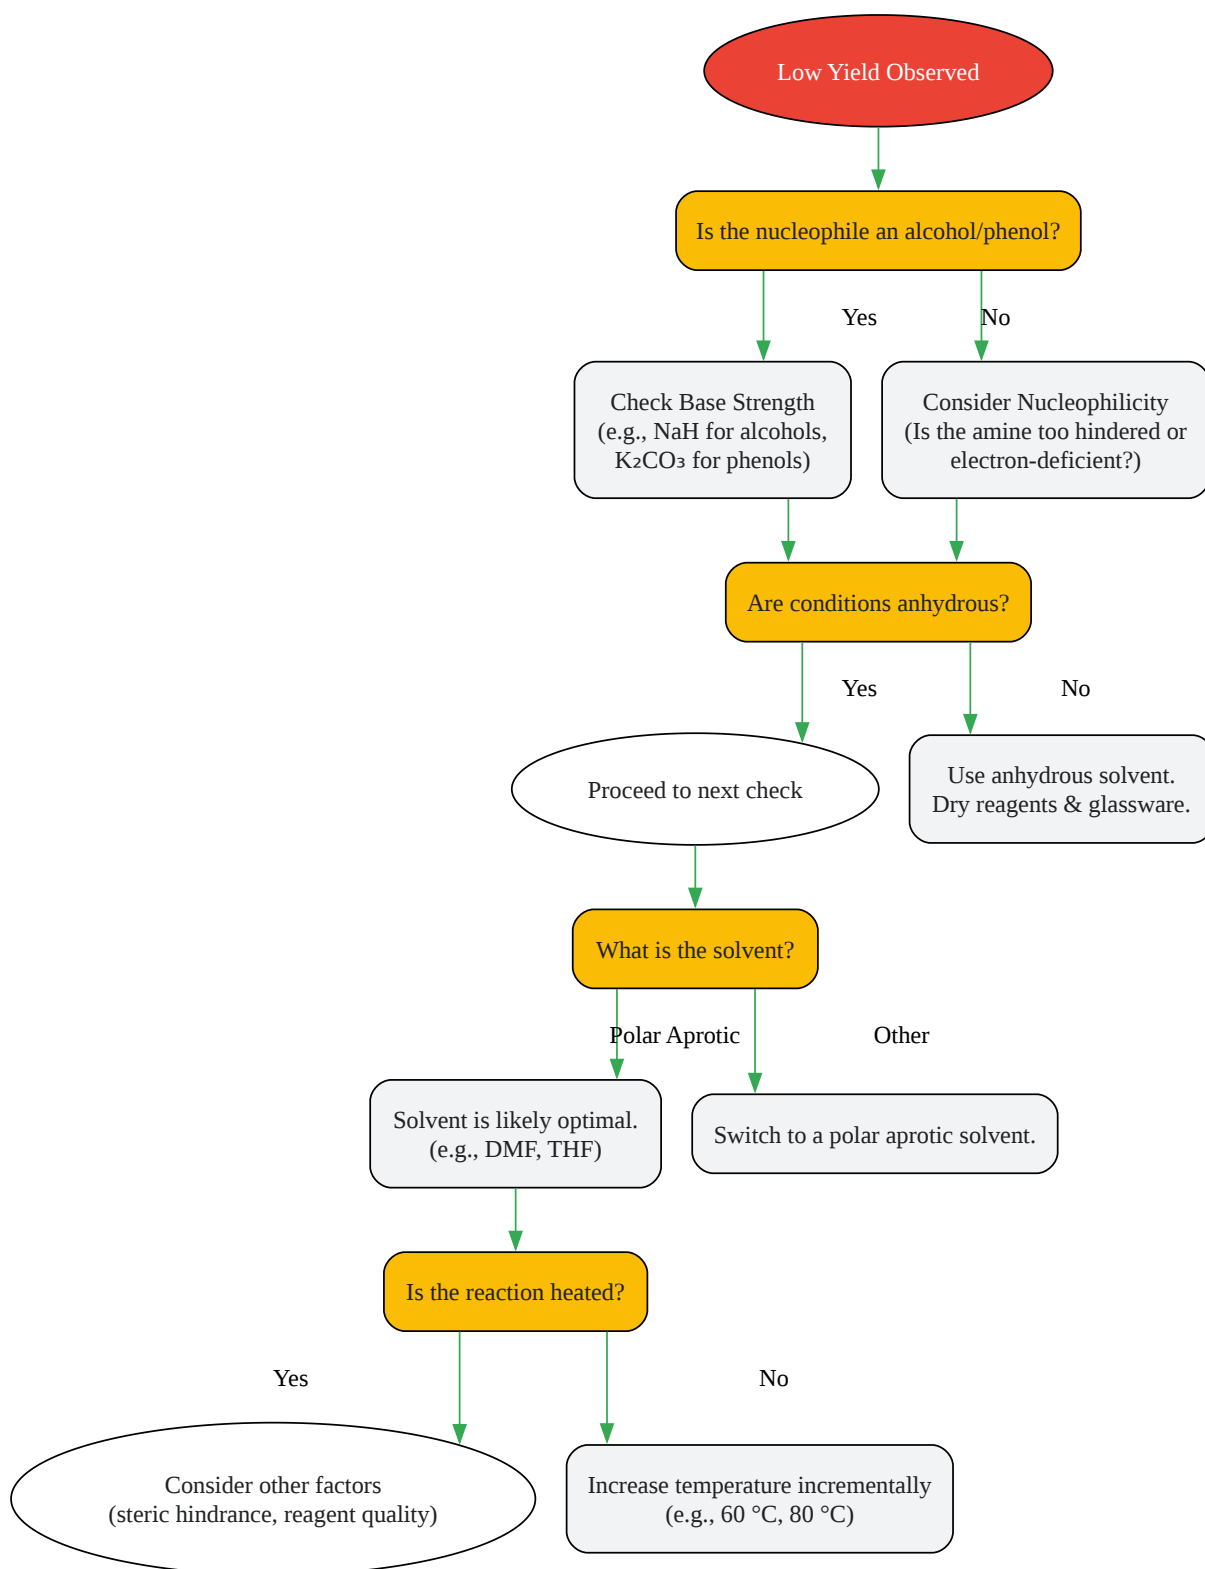 Low Yield Observed
Is the nucleophile an alcohol/phenol?
Yes
No
Check Base Strength
(e.g., NaH for alcohols,
K₂CO₃ for phenols)
Consider Nucleophilicity
(Is the amine too hindered or
electron-deficient?)
Are conditions anhydrous?
Yes
No
Proceed to next check
Use anhydrous solvent.
Dry reagents & glassware.
What is the solvent?
Polar Aprotic
Other
Solvent is likely optimal.
(e.g., DMF, THF)
Switch to a polar aprotic solvent.
Is the reaction heated?
Yes
No
Consider other factors
(steric hindrance, reagent quality)
Increase temperature incrementally
(e.g., 60 °C, 80 °C)